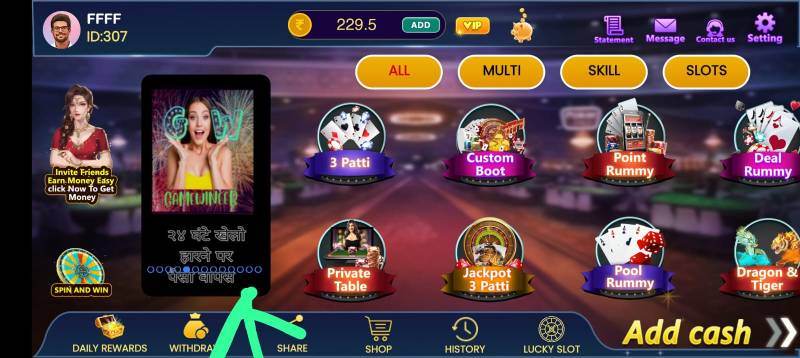 FFFF
ID:307
229.5
ADD
VIP
Statement
Message
Contact us
Setting
ALL
MULTI
SKILL
SLOTS
Invite Friends
Earn Money Easy
click Now To Get
Money
SPIN AND WIN
GAMEWINEER
२४ घंटे खेलो
हारने पर
पैसा वापस
3 Patti
Custom
Boot
Point
Rummy
Deal
Rummy
Private
Table
Jackpot
3 Patti
Pool
Rummy
Dragon &
Tiger
DAILY REWARDS
SHARE
SHOP
HISTORY
LUCKY SLOT
Add cash